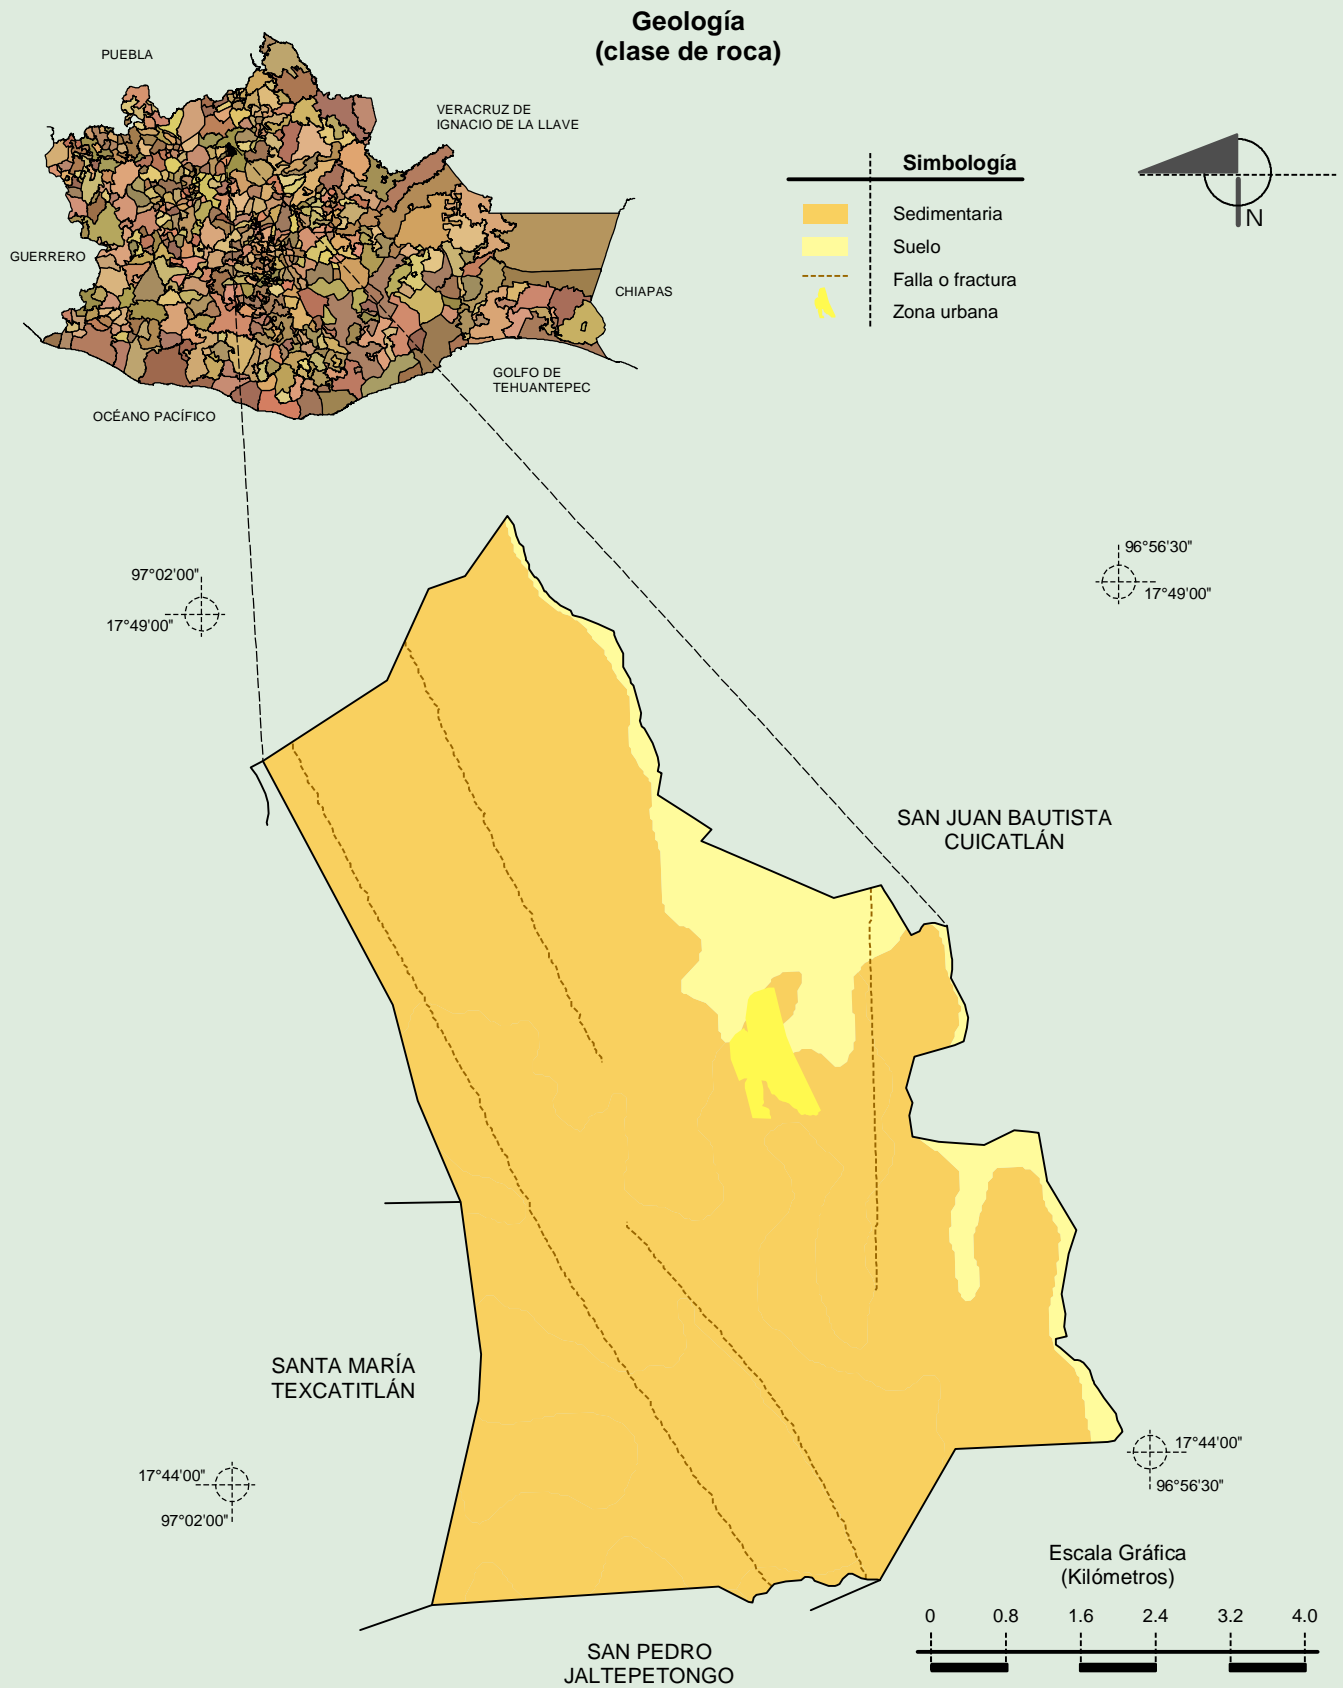 Geología
(clase de roca)
PUEBLA
VERACRUZ DE
IGNACIO DE LA LLAVE
GUERRERO
CHIAPAS
GOLFO DE
TEHUANTEPEC
OCÉANO PACÍFICO
Simbología
Sedimentaria
Suelo
Falla o fractura
Zona urbana
N
97°02'00"
17°49'00"
96°56'30"
17°49'00"
SAN JUAN BAUTISTA
CUICATLÁN
SANTA MARÍA
TEXCATITLÁN
17°44'00"
97°02'00"
17°44'00"
96°56'30"
SAN PEDRO
JALTEPETONGO
Escala Gráfica
(Kilómetros)
0 0.8 1.6 2.4 3.2 4.0